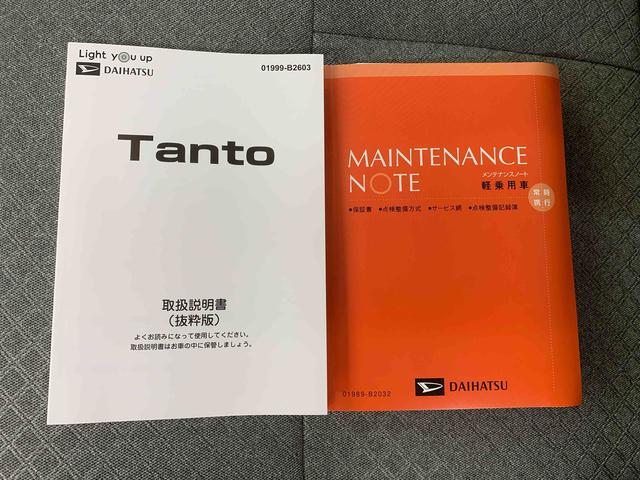 Light you up
DAIHATSU
01999-B2603
Tanto
取扱説明書
（抜粋版）
よくお読みになって使用してください。
取扱説明書はお車の中に保管しましょう。
MAINTENANCE
NOTE
メンテナンスノート
軽乗用車
常時
携行
●保証書 ●点検整備方式 ●サービス網 ●点検整備記録簿
01989-B2032
DAIHATSU